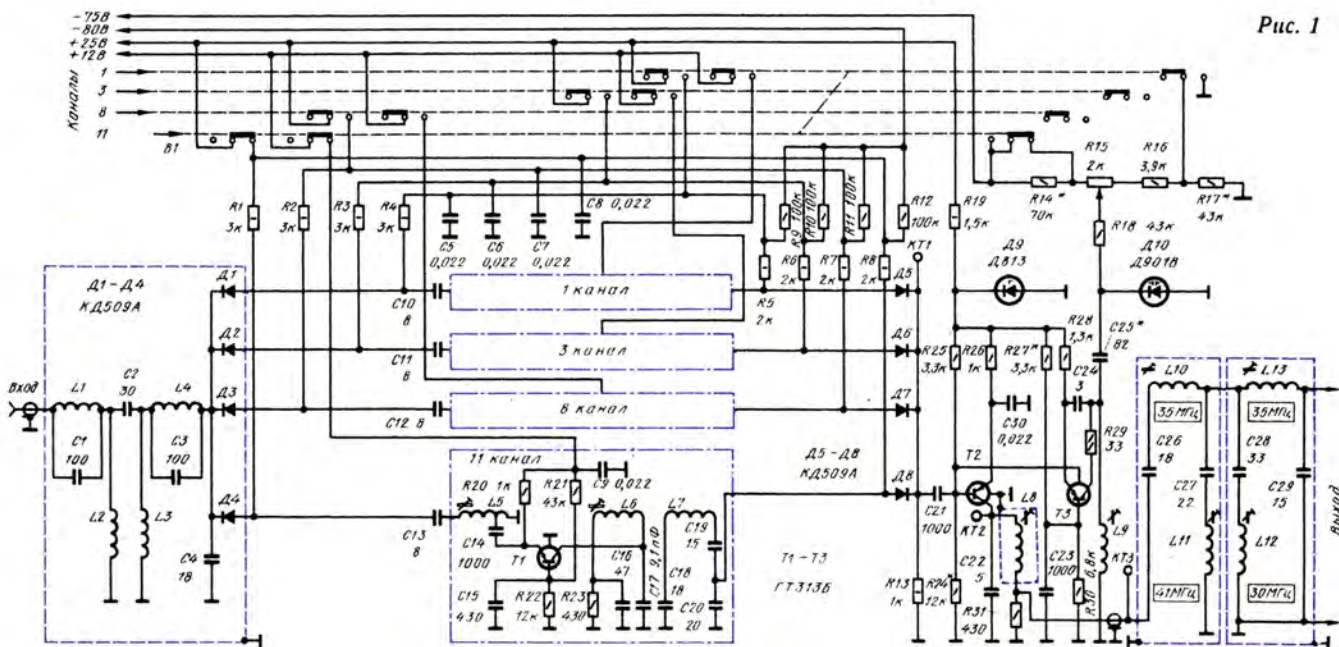 -75В
-80В
+25В
+12В
Рис. 1
Каналы
1
3
8
11
В1
R1
3к
R2
3к
R3
3к
R4
3к
C5
0,022
C6
0,022
C7
0,022
C8 0,022
R9 100к
R10 100к
R11 100к
R12
100к
R19
1,5к
R14*
70к
R15
2к
R16
3,9к
R17*
43к
R18 43к
КТ1
R6
2к
R7
2к
R8
2к
R5
2к
Д9
Д813
Д10
Д901В
Д1-Д4
КД509А
Д1
Д2
Д3
Д4
C10
8
C11
8
C12 8
C13
8
1 канал
3 канал
8 канал
11 канал
Д5
Д6
Д7
Д8
Д5-Д8
КД509А
Вход
L1
C1
100
C2
30
L4
C3
100
L2
L3
C4
18
R20 1к
L5
C14
1000
R21
43к
C9 0,022
T1
L6
L7
C19
15
C16
47
C17 9,1пФ
C18
18
C20
20
C15
430
R22
12к
R23
430
T1-T3
ГТ313Б
C21
1000
R25
3,3к
R26
1к
R27*
3,3к
R28
1,3к
C24
3
C25*
82
C30
0,022
R29
33
T2
T3
КТ2
L8
L9
КТ3
R13
1к
R24
12к
C22
5
R31
430
C23
1000
R30
6,8к
L10
35МГц
C26
18
C27
22
L11
41МГц
L13
35МГц
C28
33
C29
15
L12
30МГц
Выход